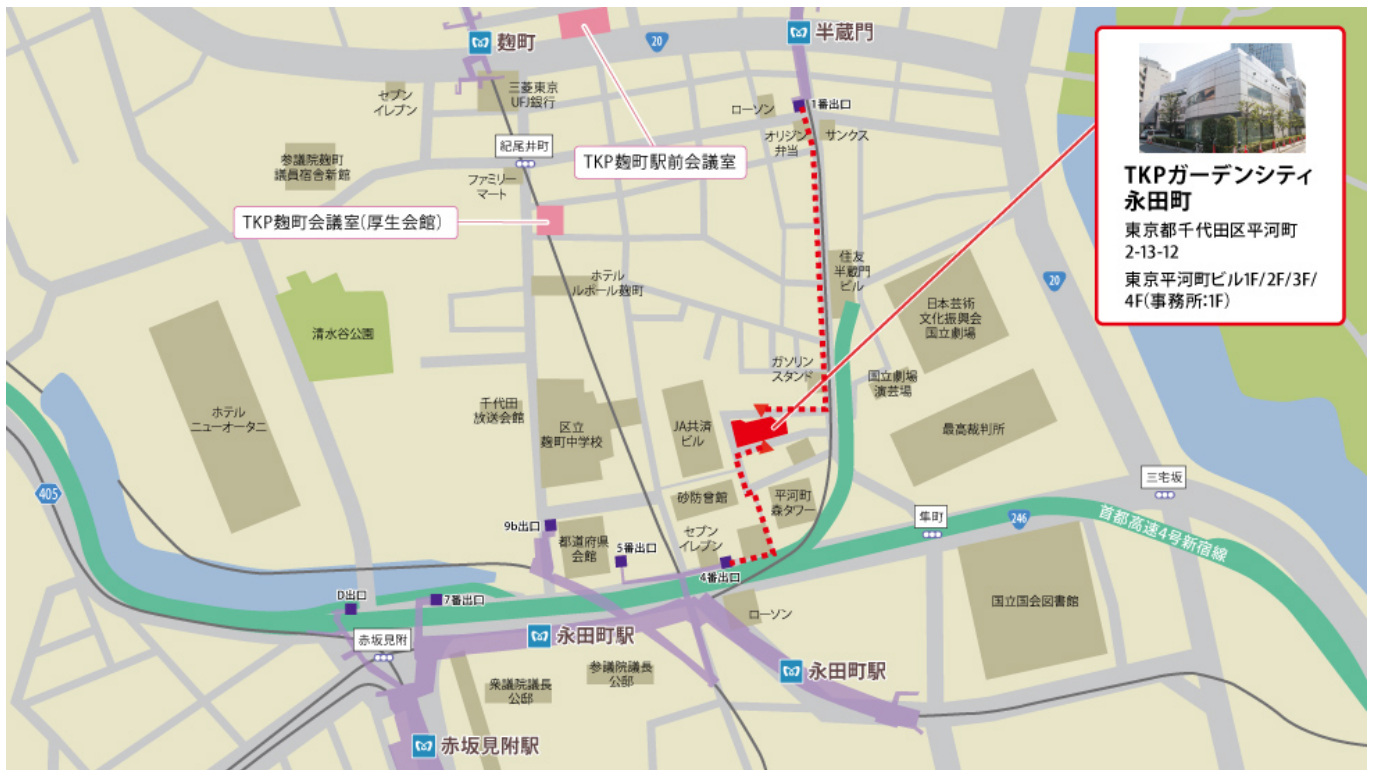 麹町
20
半蔵門
三菱東京
UFJ銀行
セブン
イレブン
ローソン
1番出口
オリジン
弁当
サンクス
紀尾井町
TKP麹町駅前会議室
参議院麹町
議員宿舎新館
ファミリー
マート
TKP麹町会議室(厚生会館)
TKPガーデンシティ
永田町
東京都千代田区平河町
2-13-12
東京平河町ビル1F/2F/3F/
4F(事務所:1F)
ホテル
ルポール麹町
住友
半蔵門
ビル
20
日本芸術
文化振興会
国立劇場
清水谷公園
ガソリン
スタンド
国立劇場
演芸場
ホテル
ニューオータニ
千代田
放送会館
区立
麹町中学校
JA共済
ビル
最高裁判所
405
砂防會館
平河町
森タワー
三宅坂
隼町
246
首都高速4号新宿線
9b出口
都道府県
会館
5番出口
セブン
イレブン
4番出口
D出口
7番出口
国立国会図書館
ローソン
赤坂見附
永田町駅
参議院議長
公邸
永田町駅
衆議院議長
公邸
赤坂見附駅